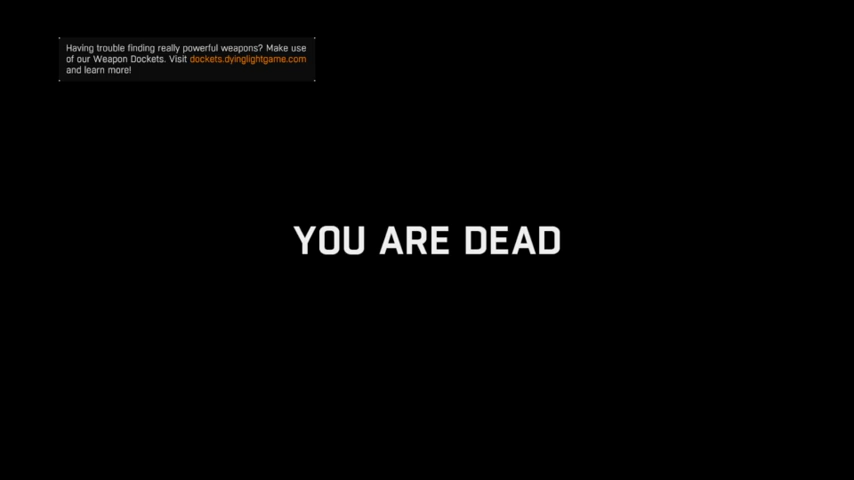 Having trouble finding really powerful weapons? Make use
of our Weapon Dockets. Visit dockets.dyinglightgame.com
and learn more!
YOU ARE DEAD